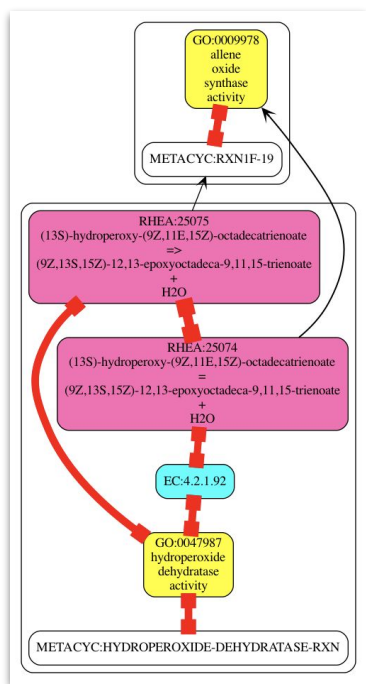 GO:0009978
allene
oxide
synthase
activity
METACYC:RXN1F-19
RHEA:25075
(13S)-hydroperoxy-(9Z,11E,15Z)-octadecatrienoate
=>
(9Z,13S,15Z)-12,13-epoxyoctadeca-9,11,15-trienoate
+
H2O
RHEA:25074
(13S)-hydroperoxy-(9Z,11E,15Z)-octadecatrienoate
=
(9Z,13S,15Z)-12,13-epoxyoctadeca-9,11,15-trienoate
+
H2O
EC:4.2.1.92
GO:0047987
hydroperoxide
dehydratase
activity
METACYC:HYDROPEROXIDE-DEHYDRATASE-RXN